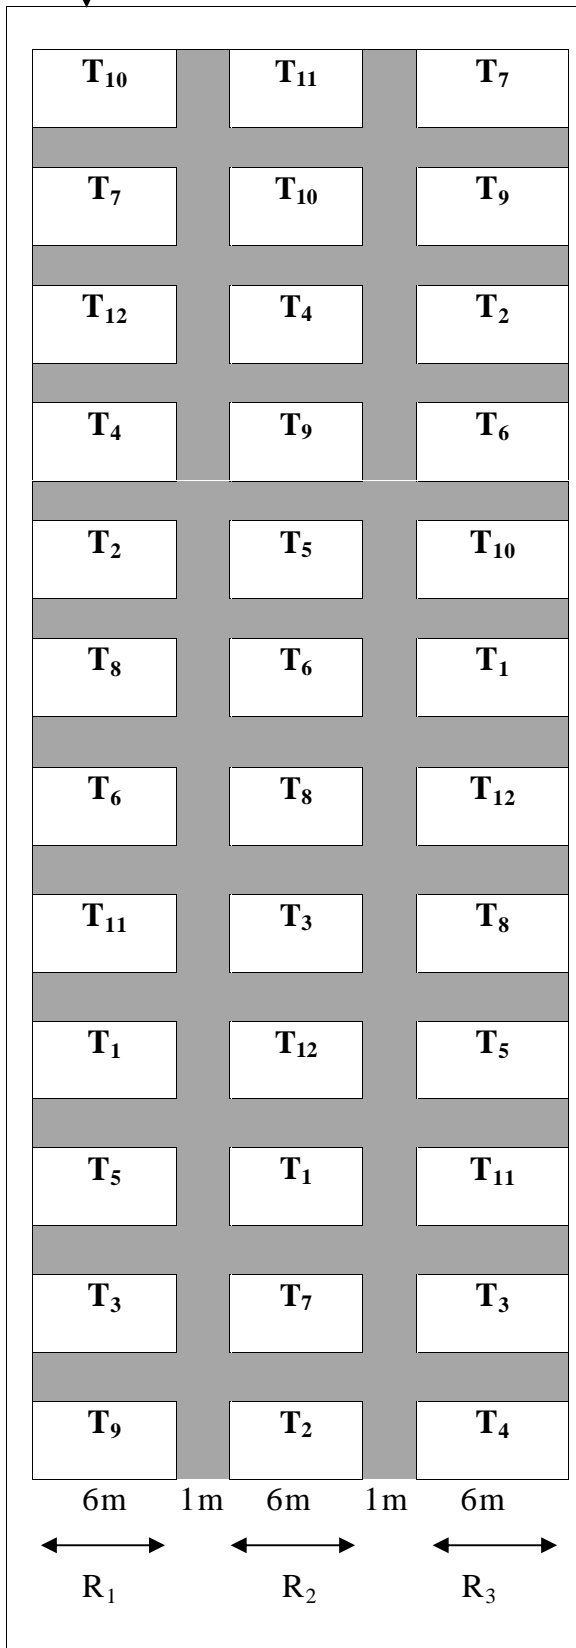 T₁₀ T₁₁ T₇
T₇ T₁₀ T₉
T₁₂ T₄ T₂
T₄ T₉ T₆
T₂ T₅ T₁₀
T₈ T₆ T₁
T₆ T₈ T₁₂
T₁₁ T₃ T₈
T₁ T₁₂ T₅
T₅ T₁ T₁₁
T₃ T₇ T₃
T₉ T₂ T₄
6m 1m 6m 1m 6m
R₁ R₂ R₃